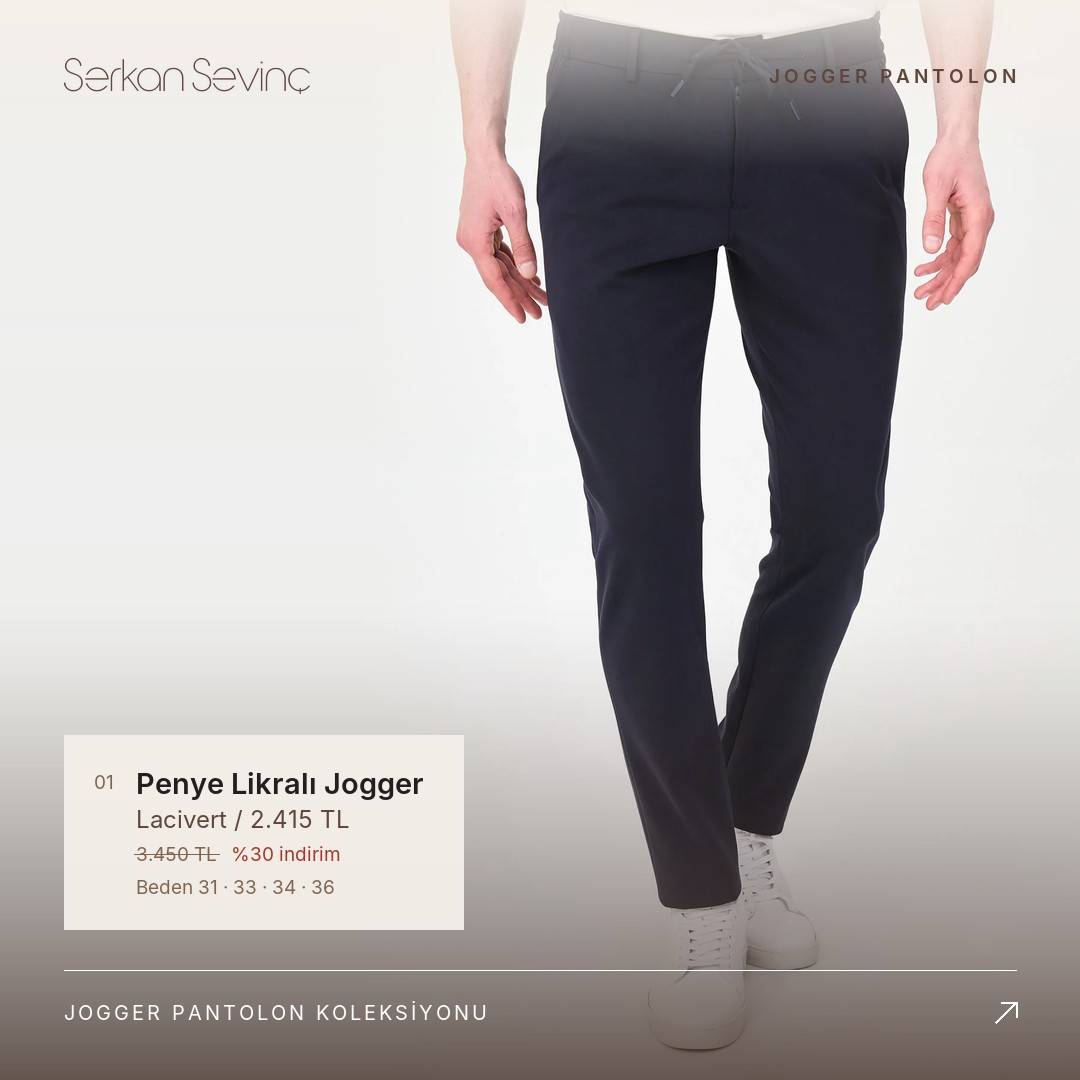 Serkan Sevinç
JOGGER PANTOLON
01
Penye Likralı Jogger
Lacivert / 2.415 TL
3.450 TL %30 indirim
Beden 31 · 33 · 34 · 36
JOGGER PANTOLON KOLEKSİYONU